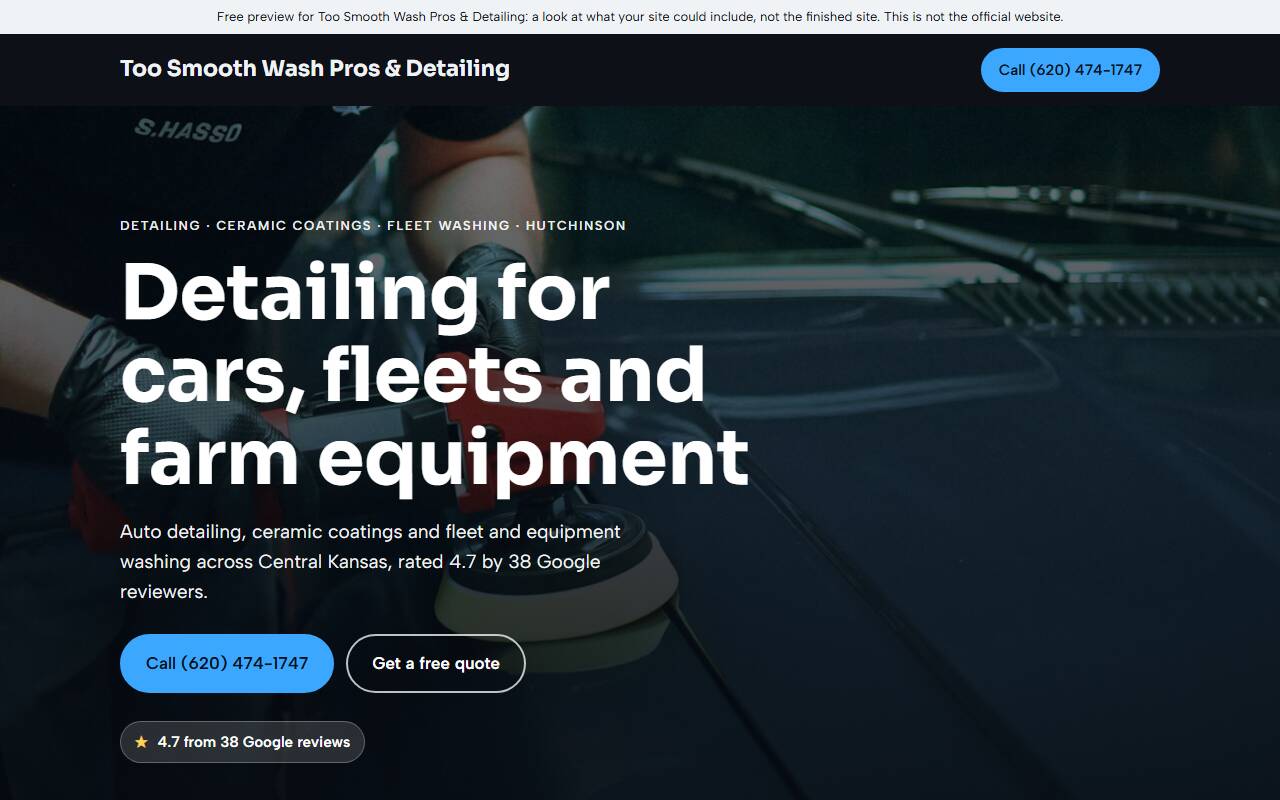 Free preview for Too Smooth Wash Pros & Detailing: a look at what your site could include, not the finished site. This is not the official website.
Too Smooth Wash Pros & Detailing
Call (620) 474-1747
S.HASSO
DETAILING · CERAMIC COATINGS · FLEET WASHING · HUTCHINSON
Detailing for
cars, fleets and
farm equipment
Auto detailing, ceramic coatings and fleet and equipment
washing across Central Kansas, rated 4.7 by 38 Google
reviewers.
Call (620) 474-1747
Get a free quote
★ 4.7 from 38 Google reviews